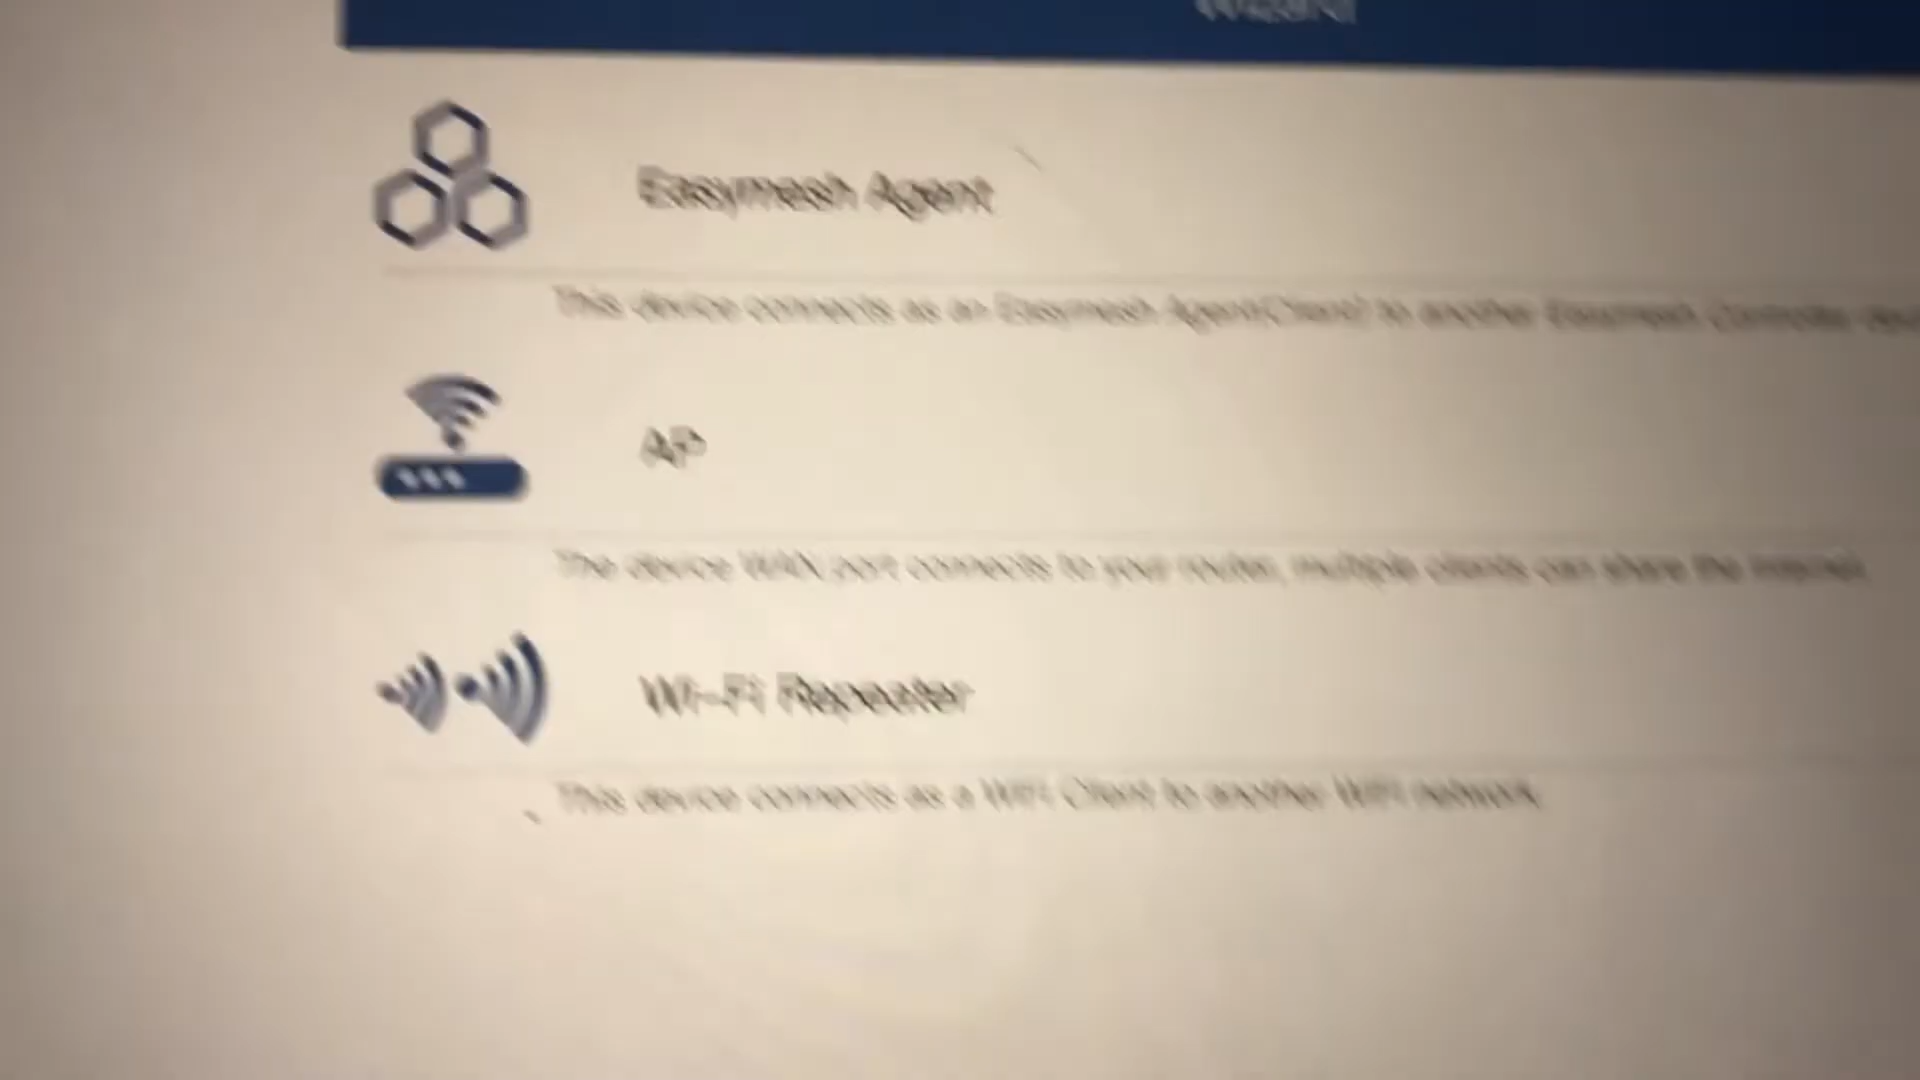 Wizard
Easymesh Agent
This device connects as an Easymesh Agent(Client) to another Easymesh Controller
AP
The device WAN port connects to your router, multiple clients can share the internet.
Wi-Fi Repeater
This device connects as a WiFi Client to another WiFi network.